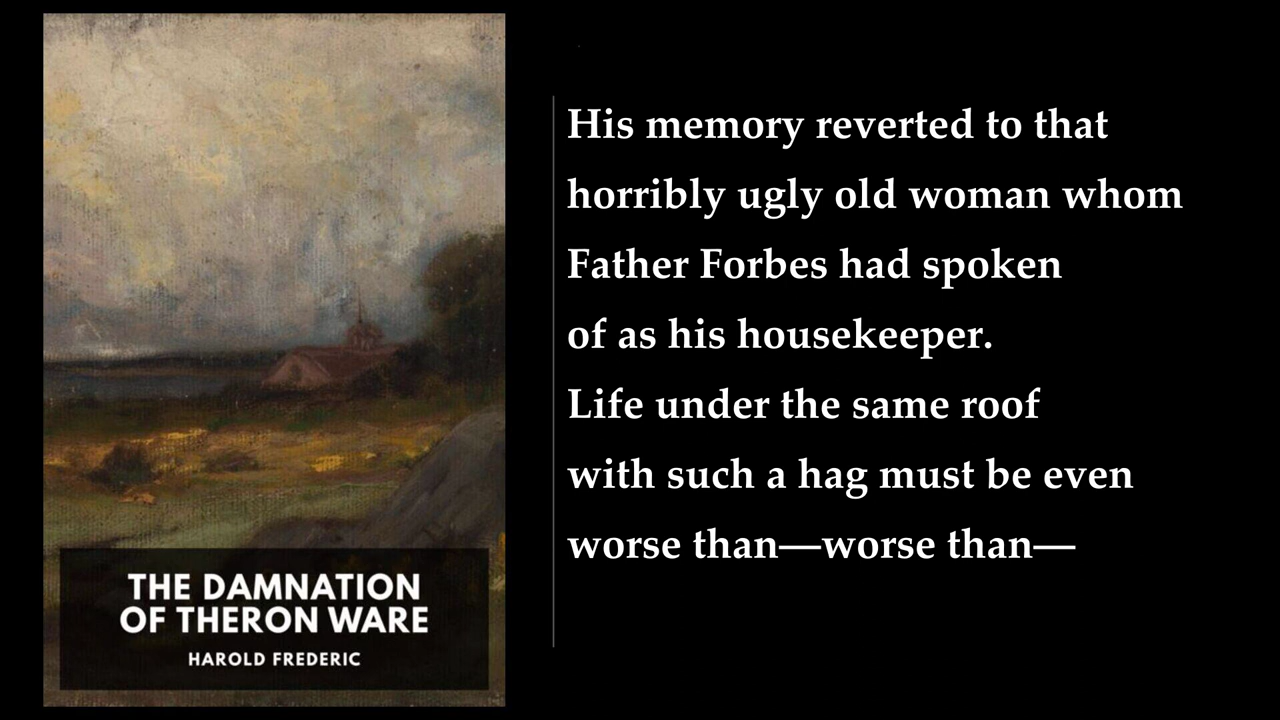 THE DAMNATION
OF THERON WARE
HAROLD FREDERIC
His memory reverted to that
horribly ugly old woman whom
Father Forbes had spoken
of as his housekeeper.
Life under the same roof
with such a hag must be even
worse than—worse than—